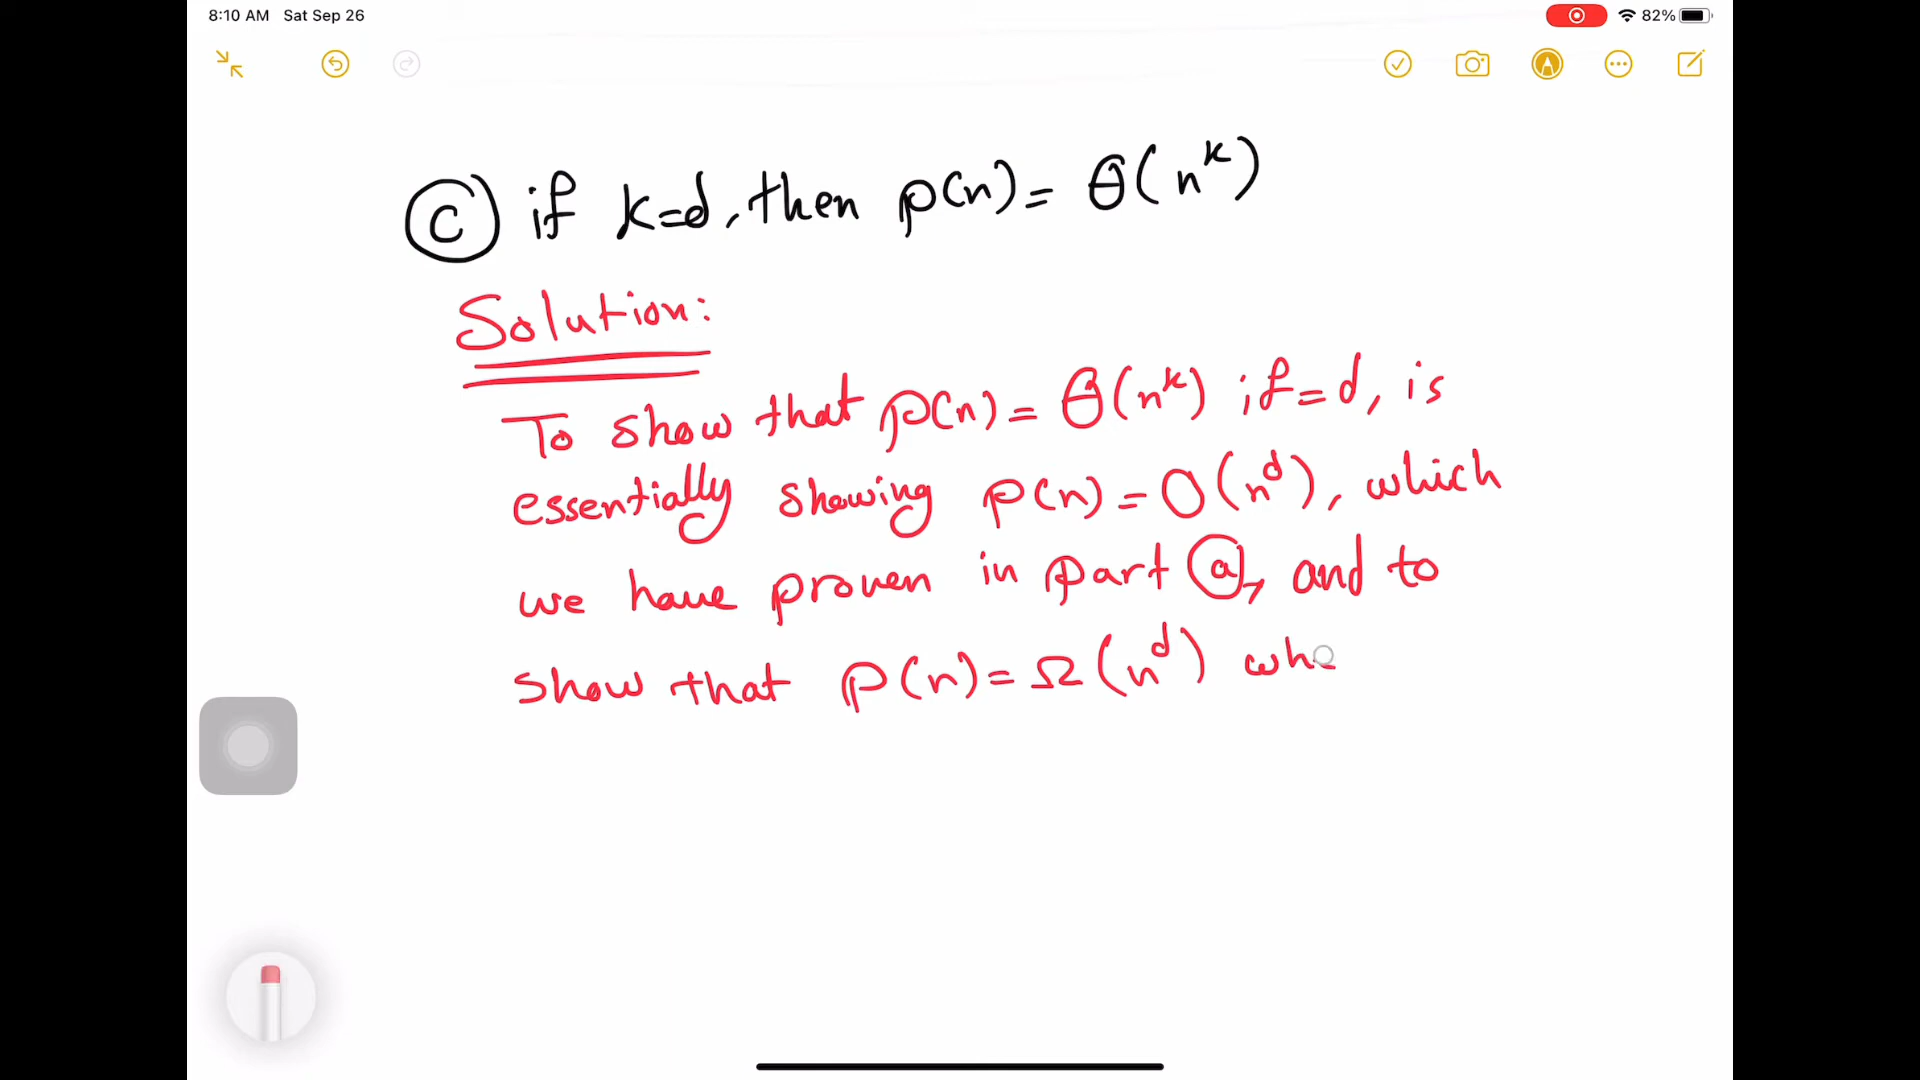 8:10 AM Sat Sep 26 82%
(c) if k=d, then p(n) = Θ(n^k)
Solution:
To show that p(n) = Θ(n^k) if = d, is
essentially showing p(n) = O(n^d), which
we have proven in part (a), and to
show that p(n) = Ω(n^d) whe